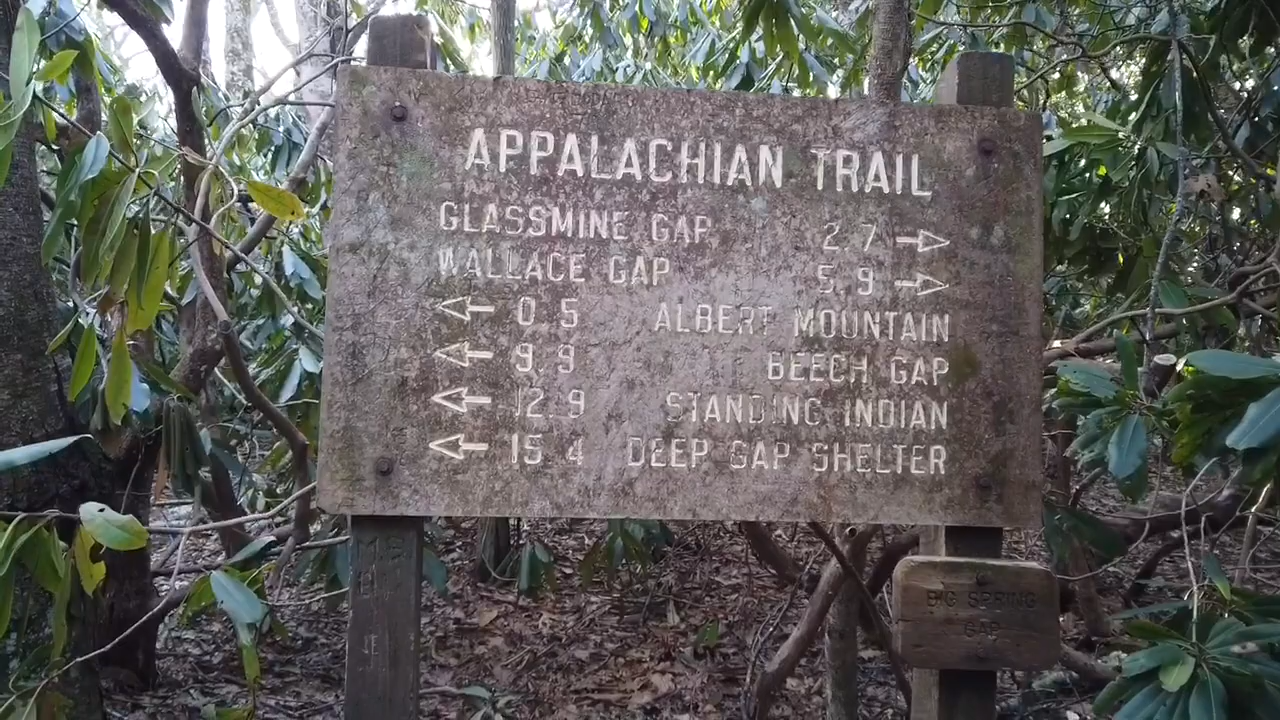 APPALACHIAN TRAIL
GLASSMINE GAP 2.7 →
WALLACE GAP 5.9 →
← 0.5 ALBERT MOUNTAIN
← 9.9 BEECH GAP
← 12.9 STANDING INDIAN
← 15.4 DEEP GAP SHELTER
BIG SPRING
GAP